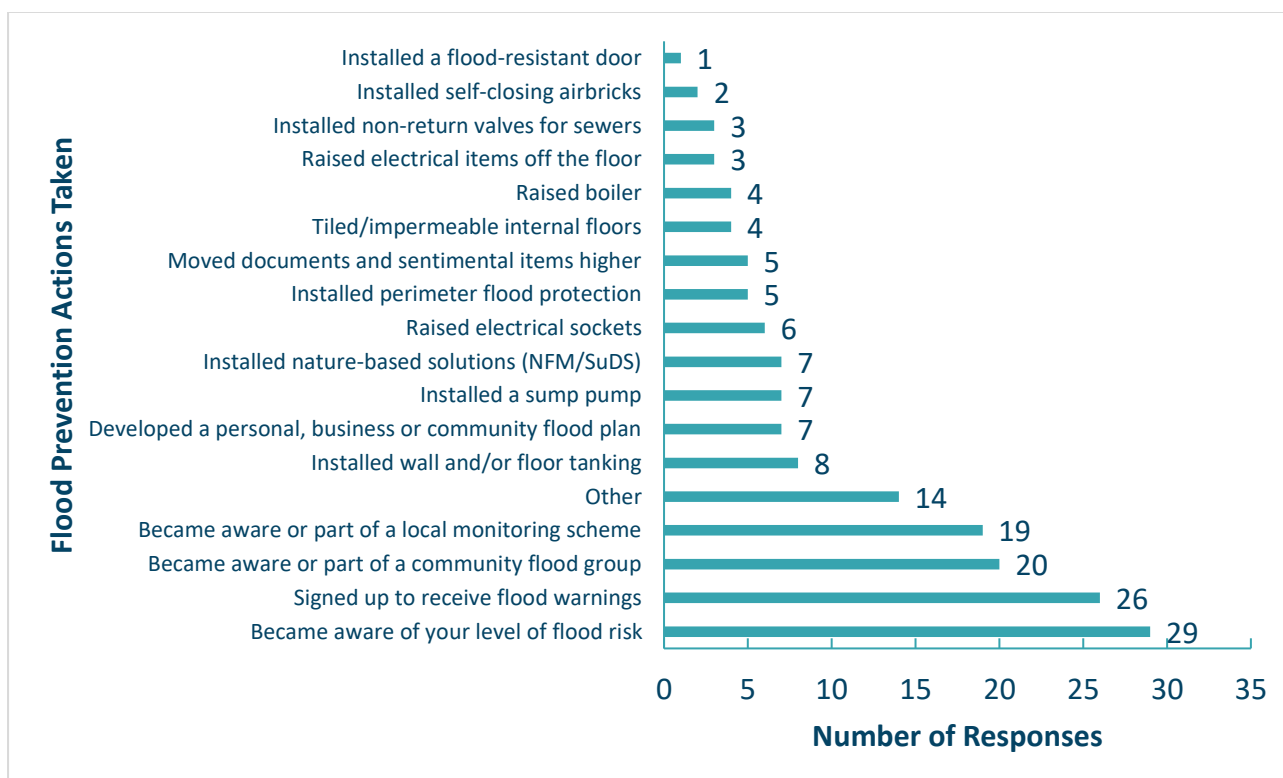 Flood Prevention Actions Taken
Installed a flood-resistant door 1
Installed self-closing airbricks 2
Installed non-return valves for sewers 3
Raised electrical items off the floor 3
Raised boiler 4
Tiled/impermeable internal floors 4
Moved documents and sentimental items higher 5
Installed perimeter flood protection 5
Raised electrical sockets 6
Installed nature-based solutions (NFM/SuDS) 7
Installed a sump pump 7
Developed a personal, business or community flood plan 7
Installed wall and/or floor tanking 8
Other 14
Became aware or part of a local monitoring scheme 19
Became aware or part of a community flood group 20
Signed up to receive flood warnings 26
Became aware of your level of flood risk 29
0 5 10 15 20 25 30 35
Number of Responses